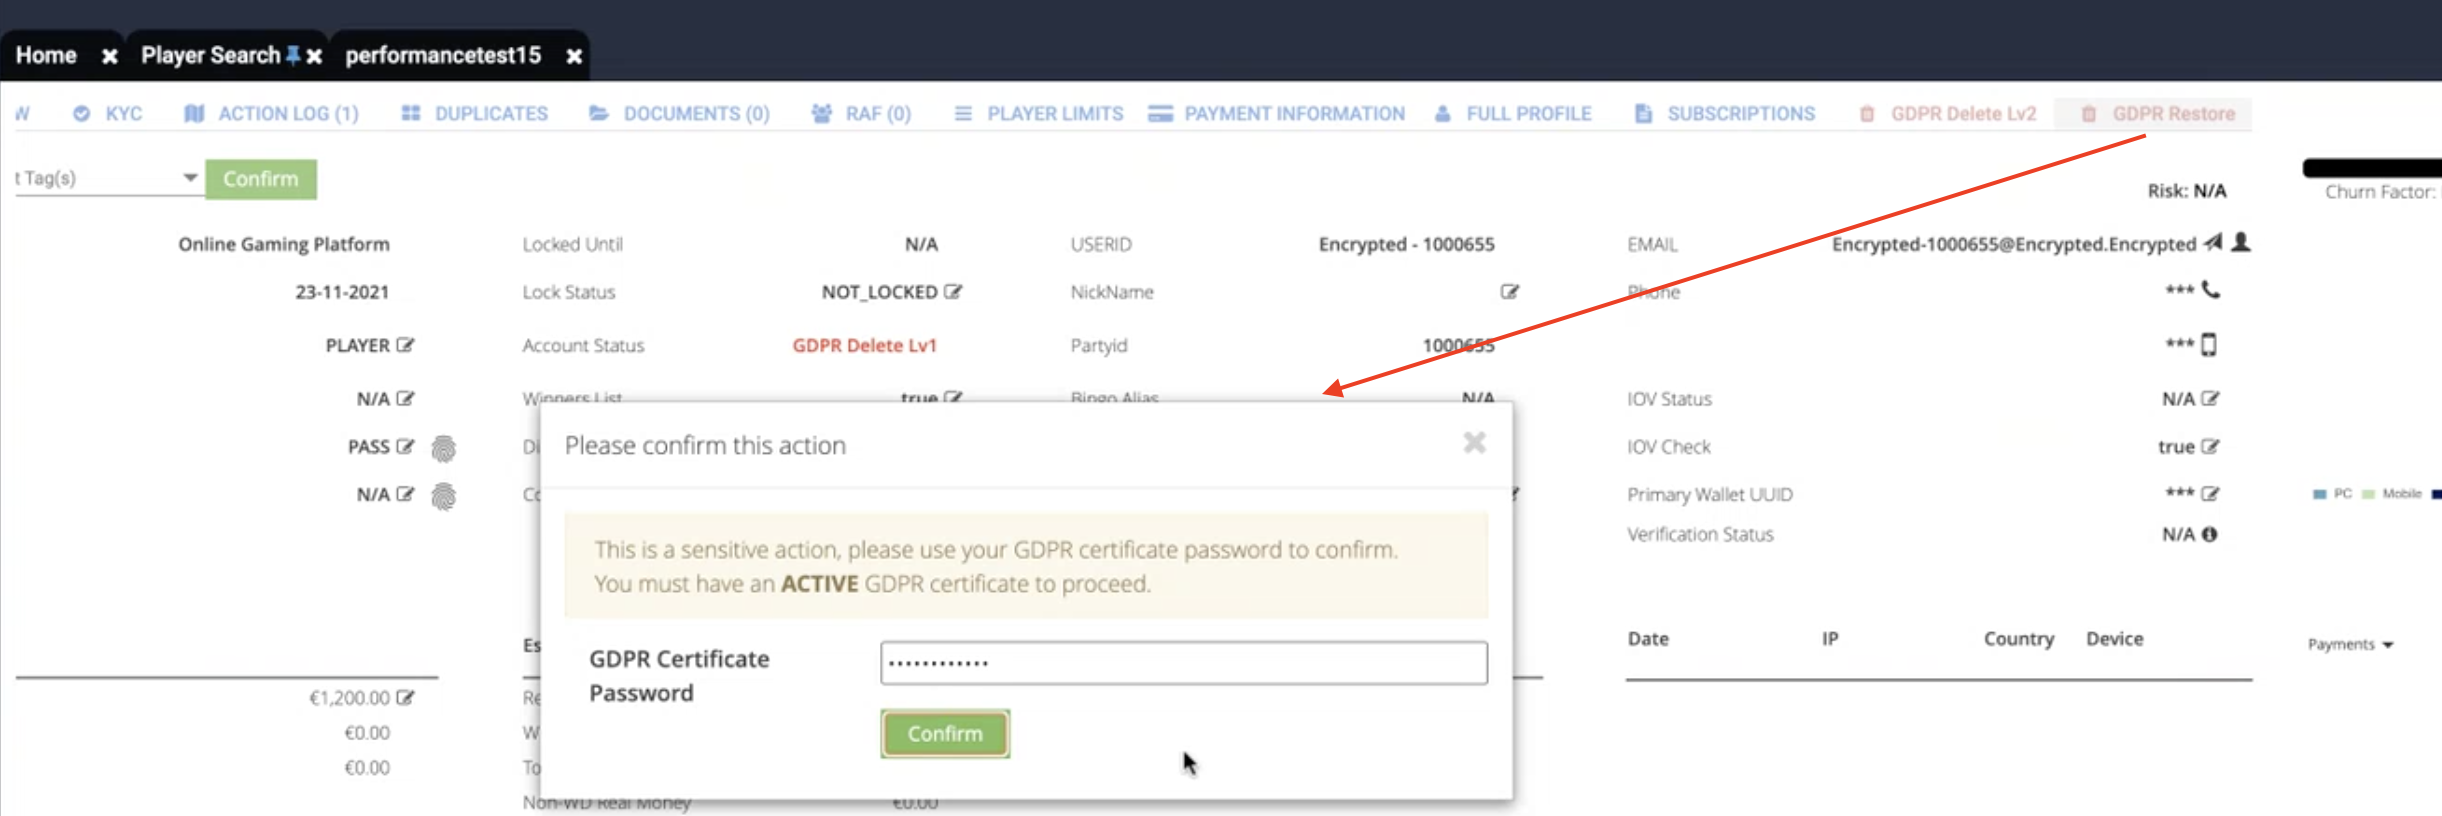 Home Player Search performancetest15
W KYC ACTION LOG (1) DUPLICATES DOCUMENTS (0) RAF (0) PLAYER LIMITS PAYMENT INFORMATION FULL PROFILE SUBSCRIPTIONS GDPR Delete Lv2 GDPR Restore
t Tag(s) Confirm
Risk: N/A Churn Factor:
Online Gaming Platform Locked Until N/A USERID Encrypted - 1000655 EMAIL Encrypted-1000655@Encrypted.Encrypted
23-11-2021 Lock Status NOT_LOCKED NickName Phone ***
PLAYER Account Status GDPR Delete Lv1 Partyid 1000655 ***
N/A Winners List true Bingo Alias N/A IOV Status N/A
PASS Di IOV Check true
N/A Co Primary Wallet UUID *** PC Mobile
Verification Status N/A
Please confirm this action
This is a sensitive action, please use your GDPR certificate password to confirm.
You must have an ACTIVE GDPR certificate to proceed.
Es Date IP Country Device Payments
GDPR Certificate
Password
••••••••••••
Confirm
€1,200.00 Re
€0.00 W
€0.00 To
Non-WD Real Money €0.00